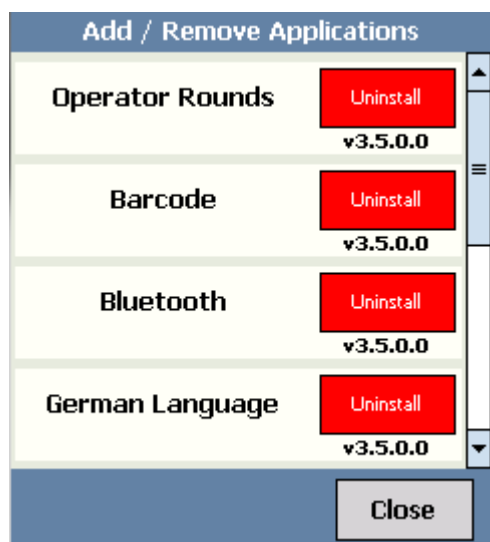 Add / Remove Applications
Operator Rounds
Uninstall
v3.5.0.0
Barcode
Uninstall
v3.5.0.0
Bluetooth
Uninstall
v3.5.0.0
German Language
Uninstall
v3.5.0.0
Close